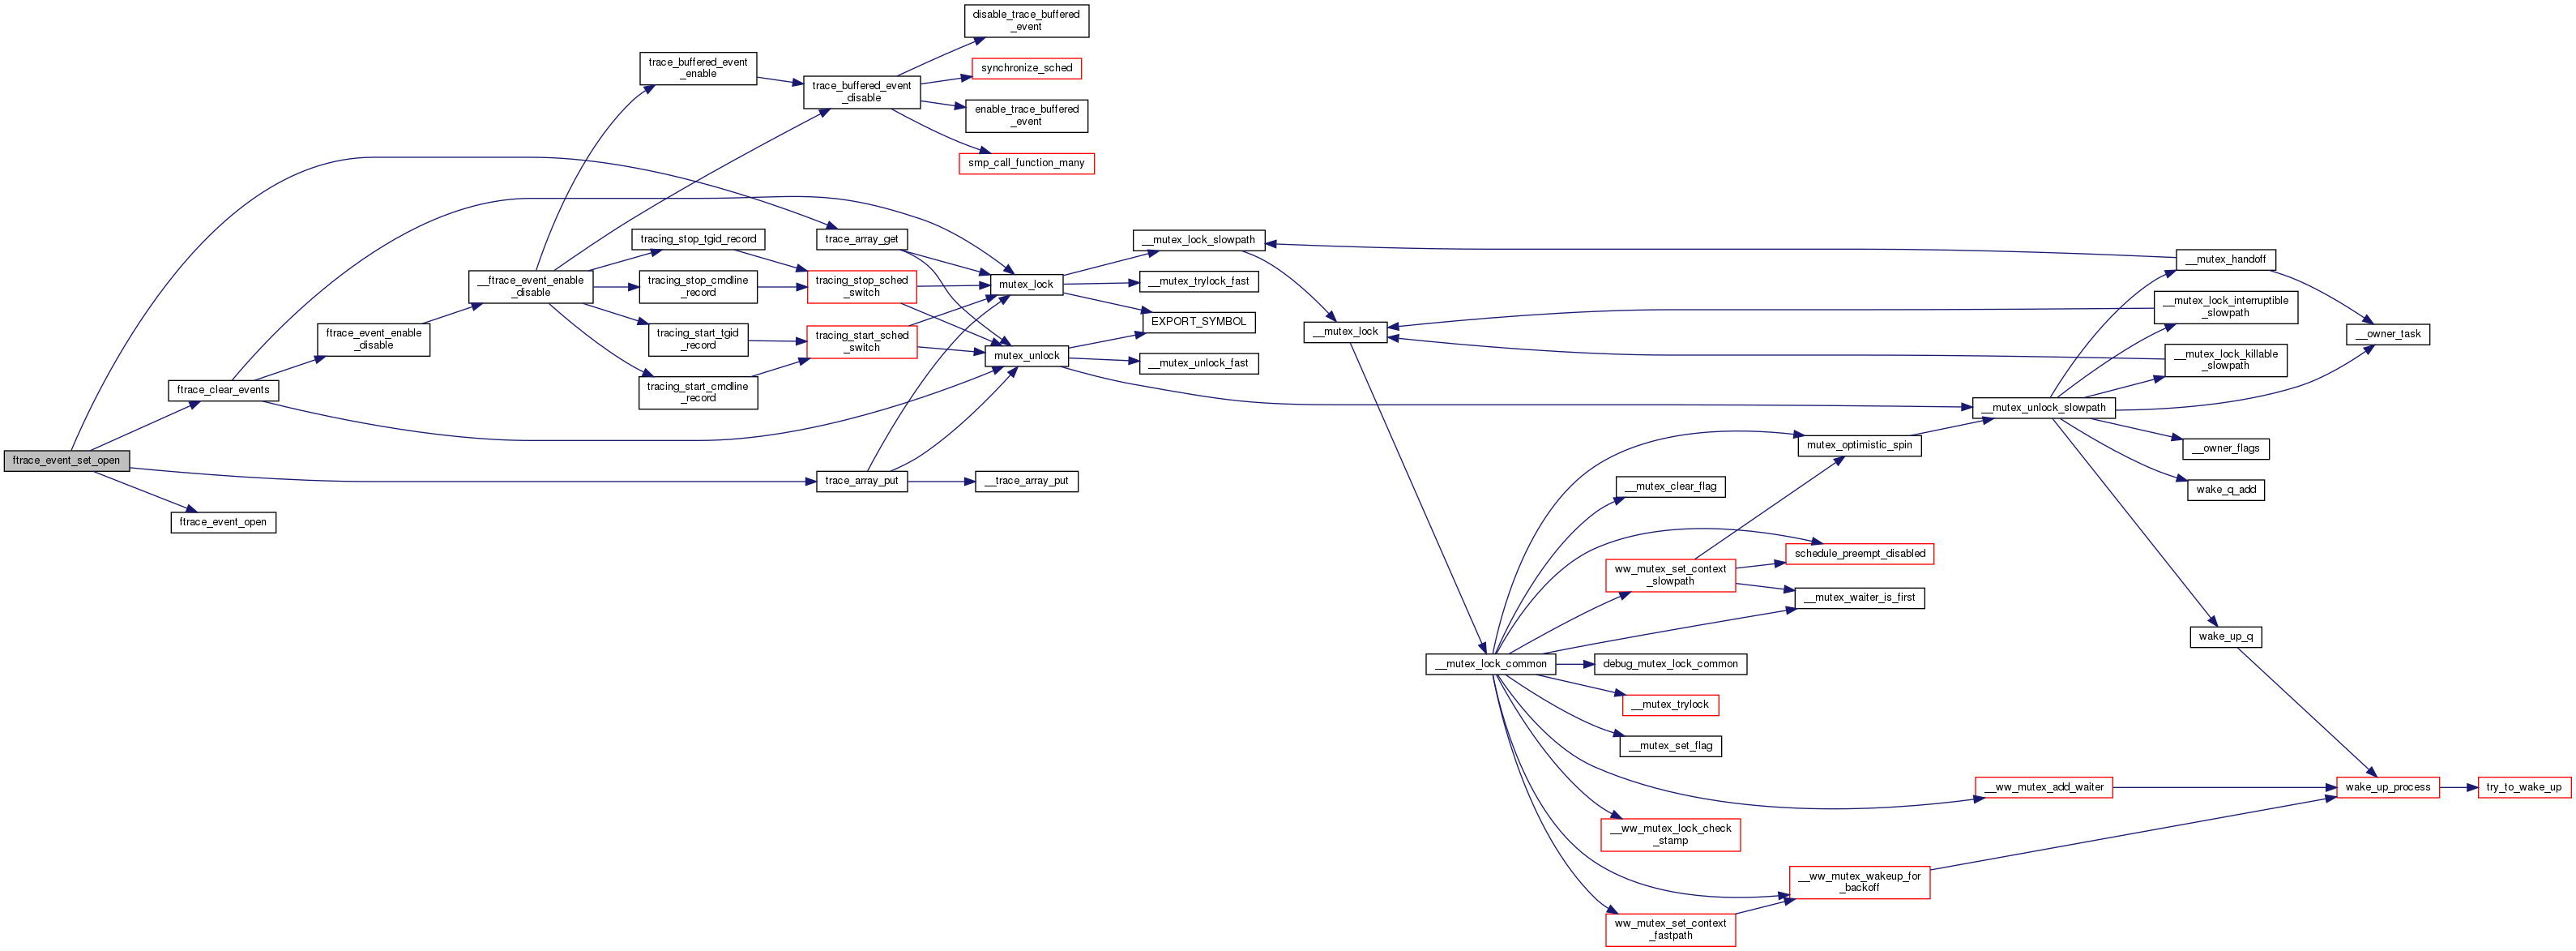 disable_trace_buffered
_event
trace_buffered_event
_enable
synchronize_sched
trace_buffered_event
_disable
enable_trace_buffered
_event
smp_call_function_many
tracing_stop_tgid_record
trace_array_get
__mutex_lock_slowpath
__mutex_handoff
__ftrace_event_enable
_disable
tracing_stop_cmdline
_record
tracing_stop_sched
_switch
mutex_lock
__mutex_trylock_fast
__mutex_lock_interruptible
_slowpath
EXPORT_SYMBOL
__mutex_lock
__owner_task
ftrace_event_enable
_disable
tracing_start_tgid
_record
tracing_start_sched
_switch
mutex_unlock
__mutex_unlock_fast
__mutex_lock_killable
_slowpath
ftrace_clear_events
tracing_start_cmdline
_record
__mutex_unlock_slowpath
mutex_optimistic_spin
__owner_flags
ftrace_event_set_open
trace_array_put
__trace_array_put
__mutex_clear_flag
wake_q_add
ftrace_event_open
schedule_preempt_disabled
ww_mutex_set_context
_slowpath
__mutex_waiter_is_first
wake_up_q
__mutex_lock_common
debug_mutex_lock_common
__mutex_trylock
__mutex_set_flag
__ww_mutex_add_waiter
wake_up_process
try_to_wake_up
__ww_mutex_lock_check
_stamp
__ww_mutex_wakeup_for
_backoff
ww_mutex_set_context
_fastpath